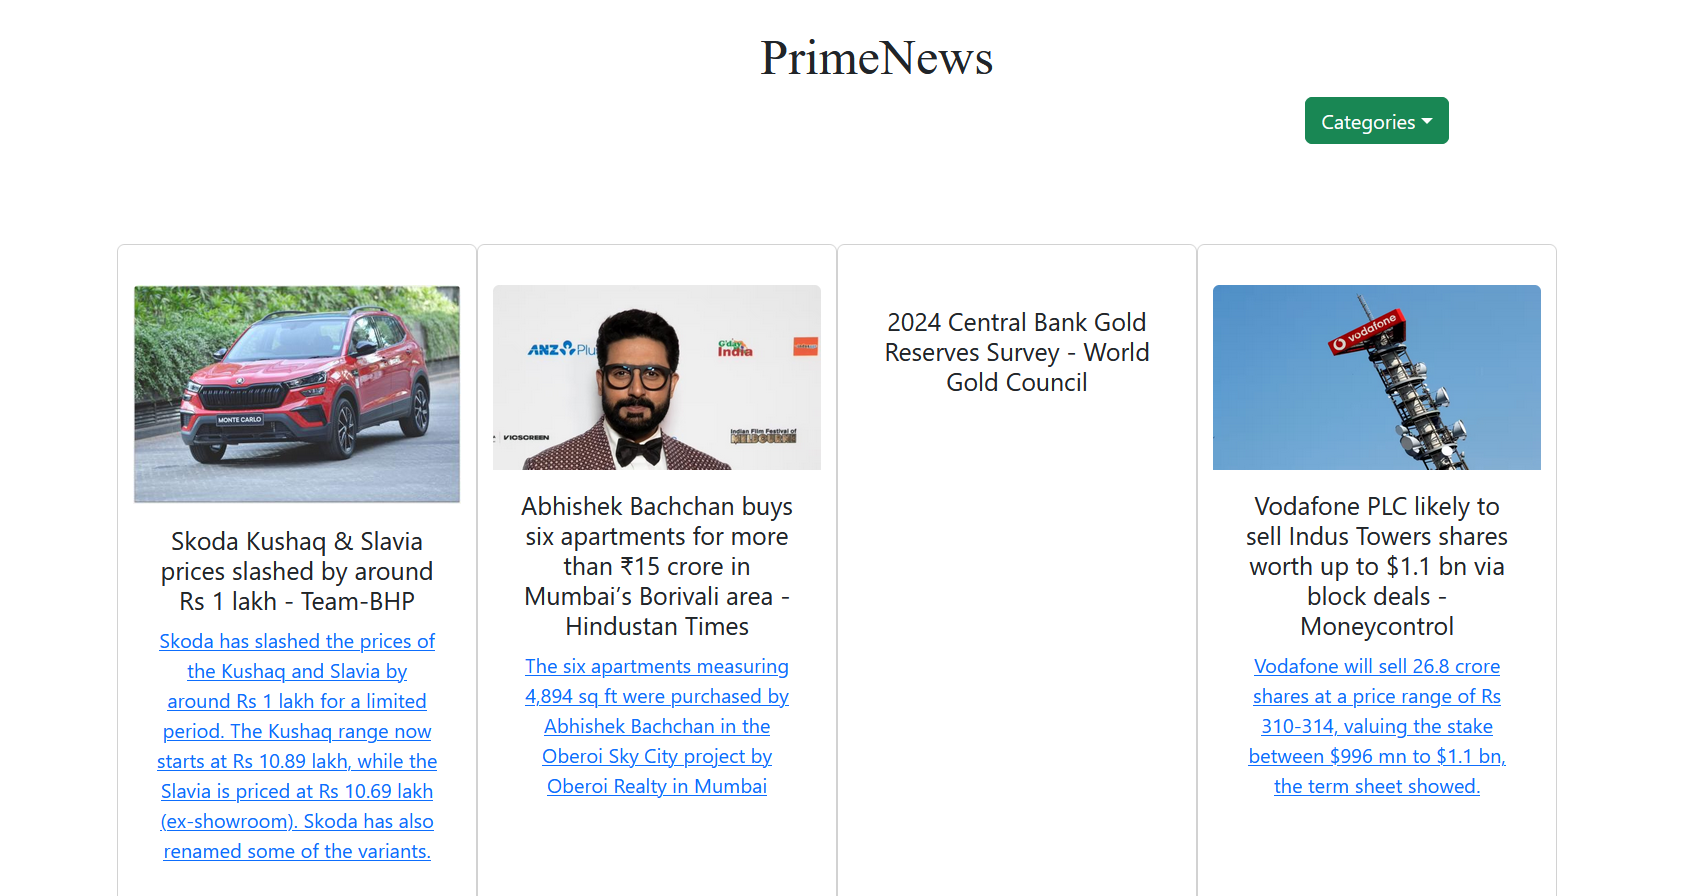 PrimeNews
Categories
MONTE CARLO
Skoda Kushaq & Slavia
prices slashed by around
Rs 1 lakh - Team-BHP
Skoda has slashed the prices of
the Kushaq and Slavia by
around Rs 1 lakh for a limited
period. The Kushaq range now
starts at Rs 10.89 lakh, while the
Slavia is priced at Rs 10.69 lakh
(ex-showroom). Skoda has also
renamed some of the variants.
ANZ Plu
G'day
India
VICSCREEN
Indian Film Festival of
Abhishek Bachchan buys
six apartments for more
than ₹15 crore in
Mumbai’s Borivali area -
Hindustan Times
The six apartments measuring
4,894 sq ft were purchased by
Abhishek Bachchan in the
Oberoi Sky City project by
Oberoi Realty in Mumbai
2024 Central Bank Gold
Reserves Survey - World
Gold Council
vodafone
Vodafone PLC likely to
sell Indus Towers shares
worth up to $1.1 bn via
block deals -
Moneycontrol
Vodafone will sell 26.8 crore
shares at a price range of Rs
310-314, valuing the stake
between $996 mn to $1.1 bn,
the term sheet showed.